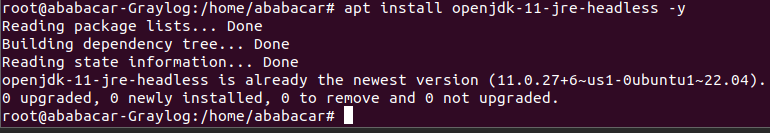 root@ababacar-Graylog:/home/ababacar# apt install openjdk-11-jre-headless -y
Reading package lists... Done
Building dependency tree... Done
Reading state information... Done
openjdk-11-jre-headless is already the newest version (11.0.27+6~us1-0ubuntu1~22.04).
0 upgraded, 0 newly installed, 0 to remove and 0 not upgraded.
root@ababacar-Graylog:/home/ababacar#